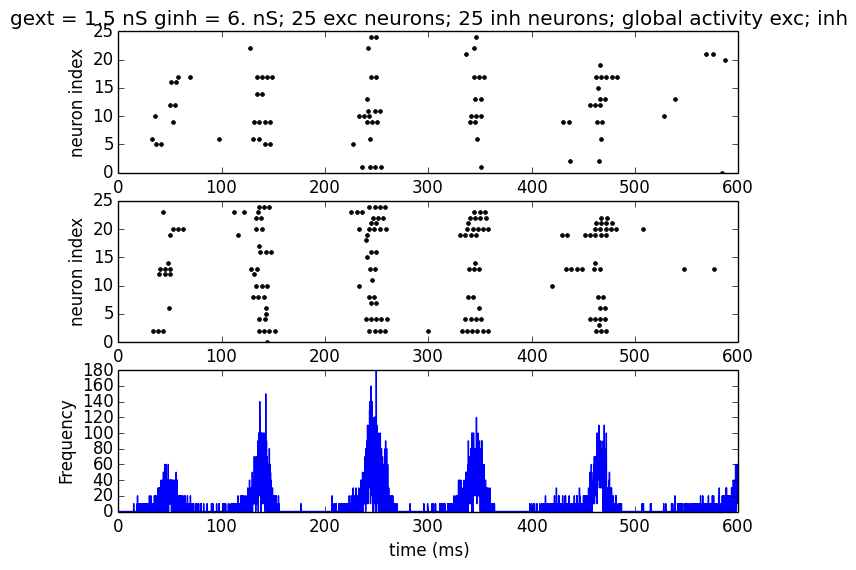 gext = 1.5 nS ginh = 6. nS; 25 exc neurons; 25 inh neurons; global activity exc; inh
25
20
15
10
5
0
neuron index
0 100 200 300 400 500 600
25
20
15
10
5
0
neuron index
0 100 200 300 400 500 600
180
160
140
120
100
80
60
40
20
0
Frequency
0 100 200 300 400 500 600
time (ms)